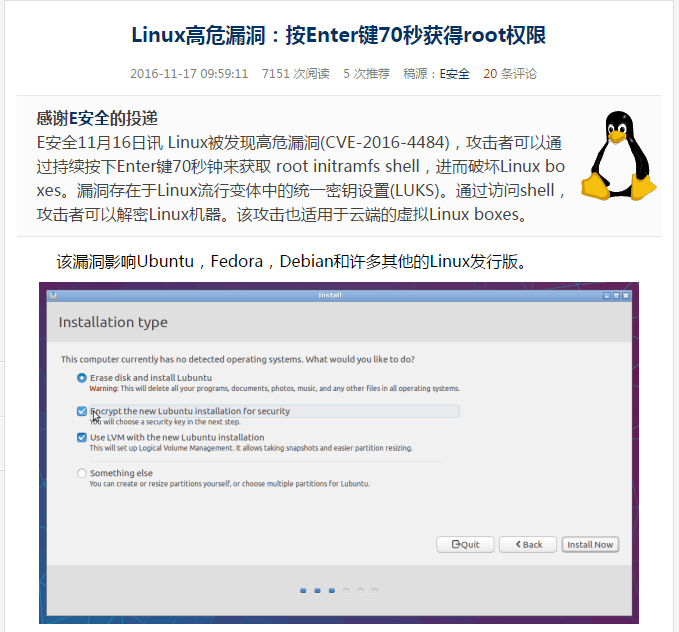 Linux高危漏洞：按Enter键70秒获得root权限
2016-11-17 09:59:11 7151 次阅读 5 次推荐 稿源：E安全 20 条评论
感谢E安全的投递
E安全11月16日讯 Linux被发现高危漏洞(CVE-2016-4484)，攻击者可以通
过持续按下Enter键70秒钟来获取 root initramfs shell，进而破坏Linux bo
xes。漏洞存在于Linux流行变体中的统一密钥设置(LUKS)。通过访问shell，
攻击者可以解密Linux机器。该攻击也适用于云端的虚拟Linux boxes。
该漏洞影响Ubuntu，Fedora，Debian和许多其他的Linux发行版。
Install
Installation type
This computer currently has no detected operating systems. What would you like to do?
Erase disk and install Lubuntu
Warning: This will delete all your programs, documents, photos, music, and any other files in all operating systems.
Encrypt the new Lubuntu installation for security
You will choose a security key in the next step.
Use LVM with the new Lubuntu installation
This will set up Logical Volume Management. It allows taking snapshots and easier partition resizing.
Something else
You can create or resize partitions yourself, or choose multiple partitions for Lubuntu.
Quit Back Install Now